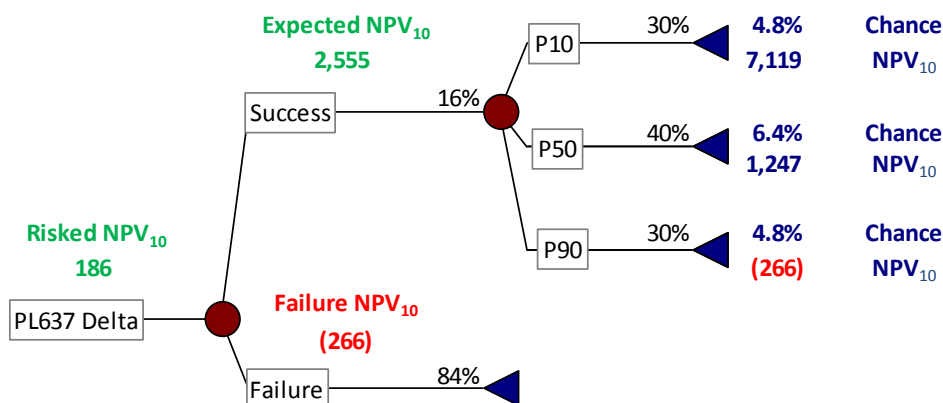 Expected NPV₁₀
2,555
Success
16%
P10
30%
4.8% Chance
7,119 NPV₁₀
P50
40%
6.4% Chance
1,247 NPV₁₀
P90
30%
4.8% Chance
(266) NPV₁₀
Risked NPV₁₀
186
PL637 Delta
Failure NPV₁₀
(266)
Failure
84%